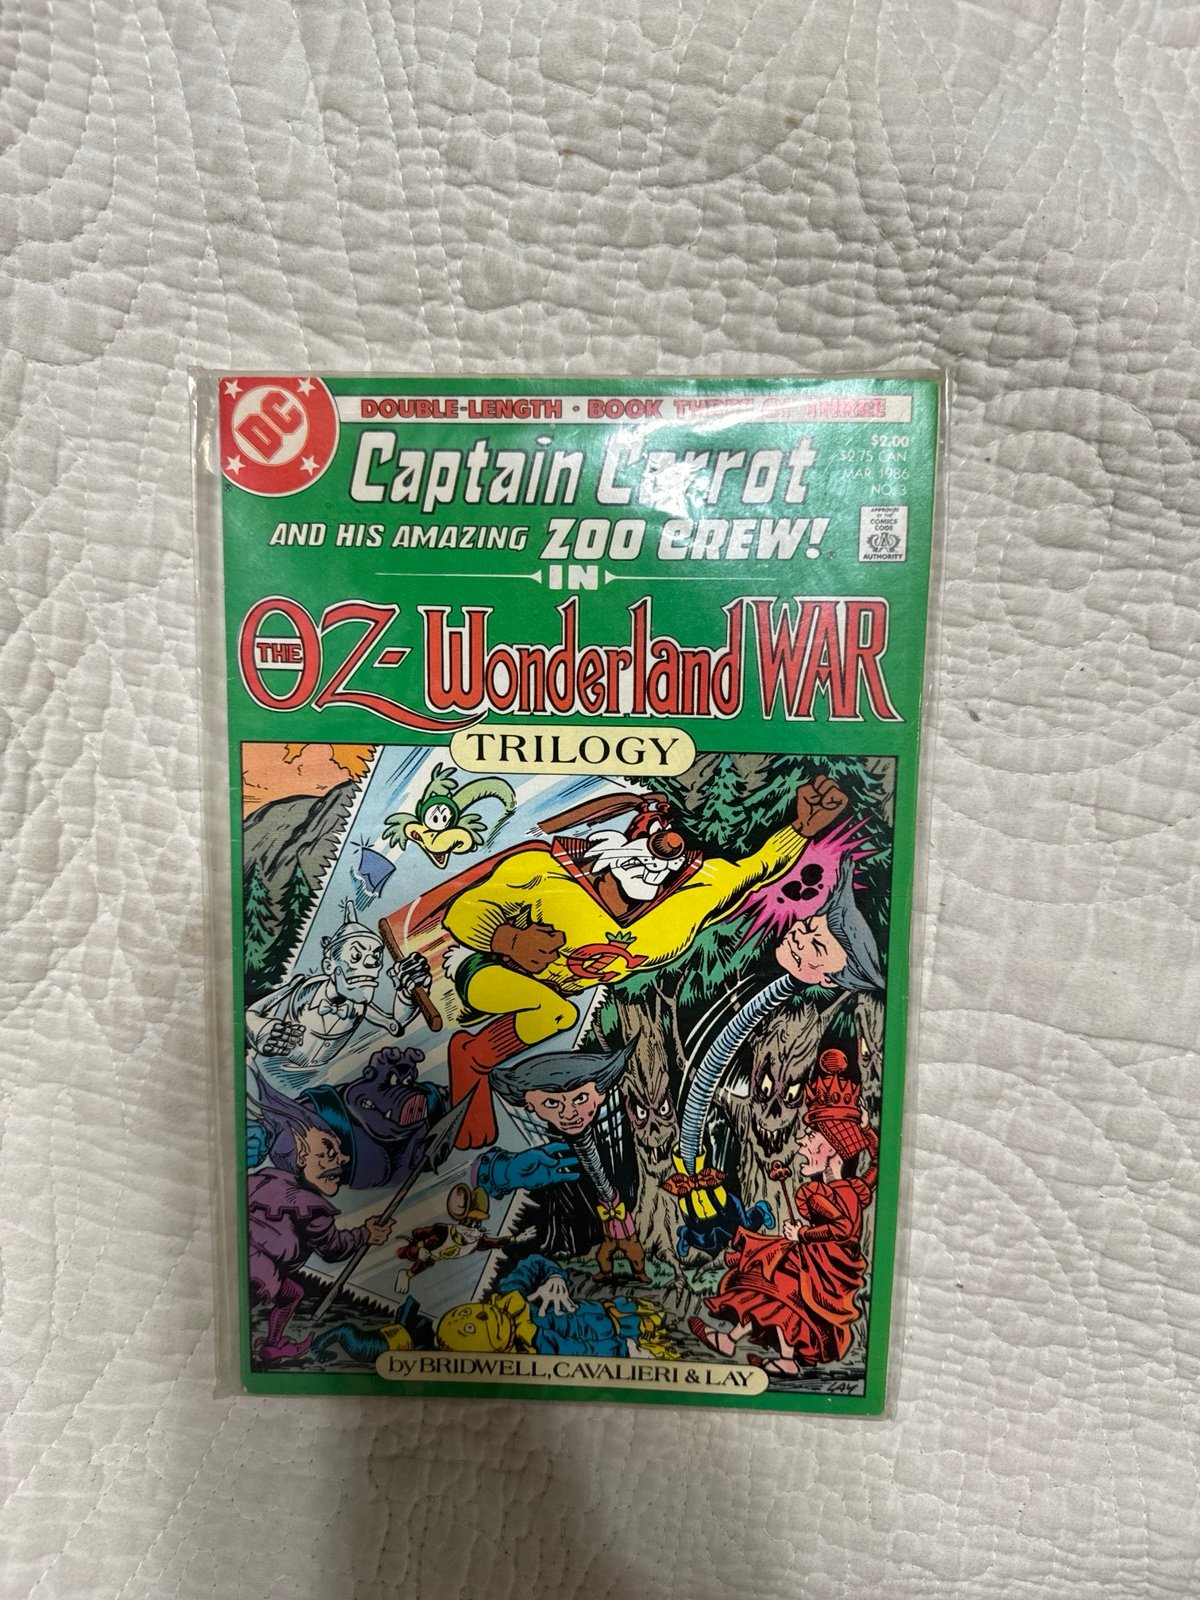 DC
DOUBLE-LENGTH • BOOK THREE OF THREE
Captain Carrot
$2.00
$2.75 CAN
MAR 1986
NO. 3
AND HIS AMAZING ZOO CREW!
APPROVED
BY THE
COMICS
CODE
CA
AUTHORITY
IN
THE OZ-Wonderland WAR
TRILOGY
by BRIDWELL, CAVALIERI & LAY
LAY